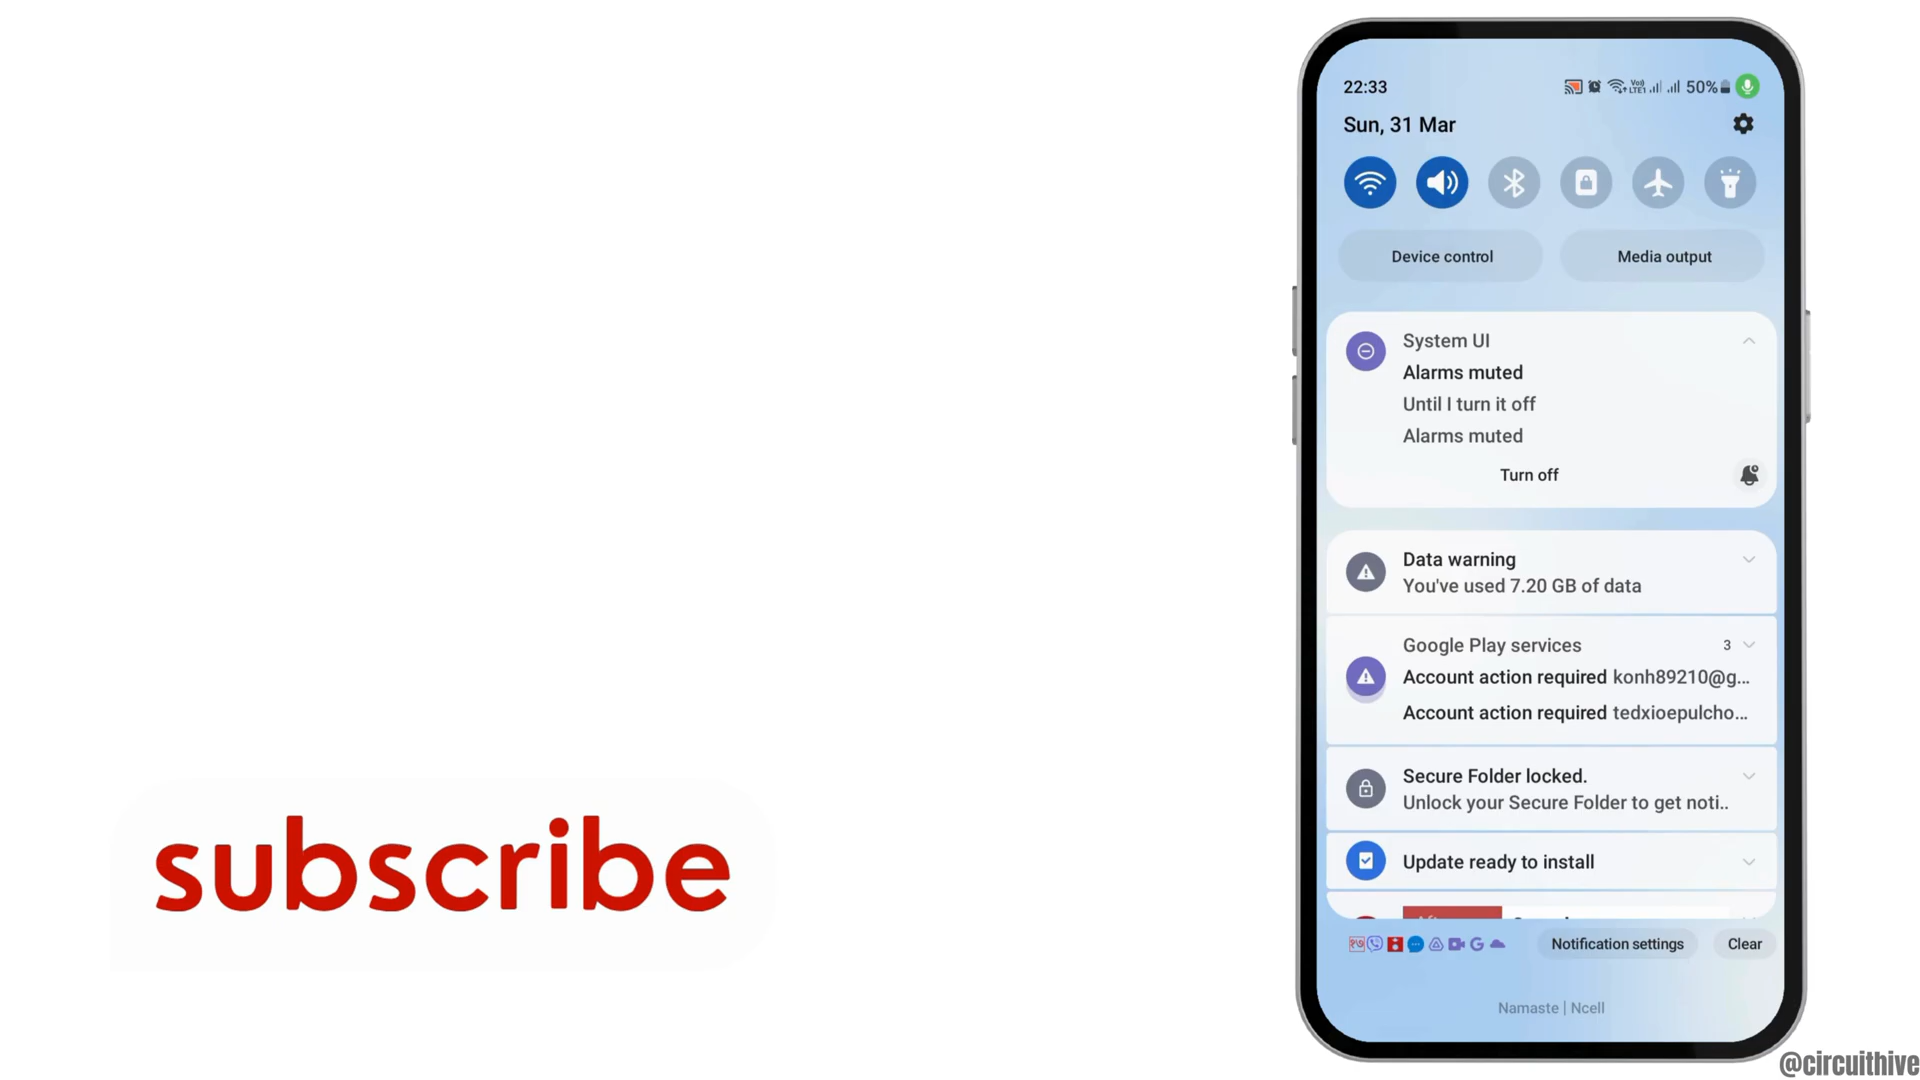 22:33
50%
Sun, 31 Mar
Device control
Media output
System UI
Alarms muted
Until I turn it off
Alarms muted
Turn off
Data warning
You've used 7.20 GB of data
Google Play services
3
Account action required konh89210@g...
Account action required tedxioepulcho...
Secure Folder locked.
Unlock your Secure Folder to get noti..
Update ready to install
Notification settings
Clear
Namaste | Ncell
subscribe
@circuithive